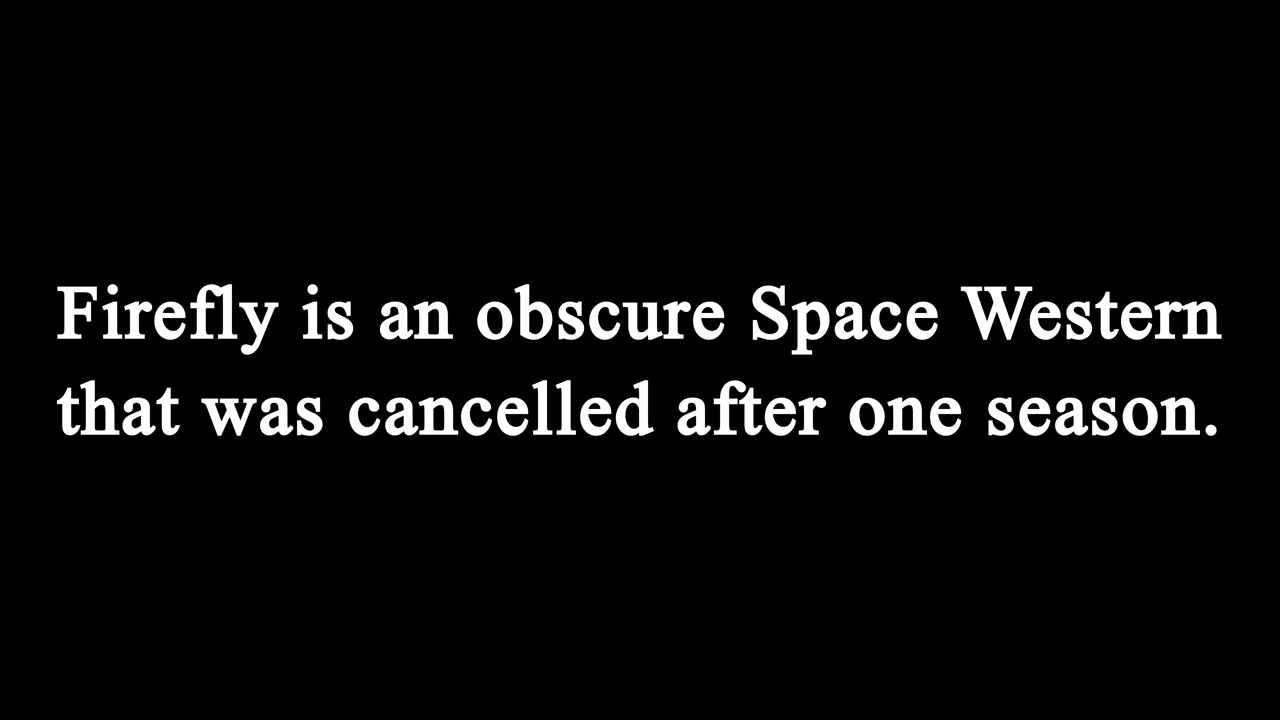 Firefly is an obscure Space Western
that was cancelled after one season.